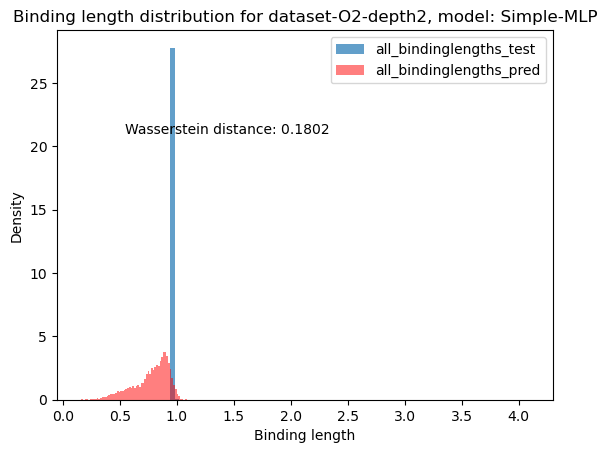 Binding length distribution for dataset-O2-depth2, model: Simple-MLP
all_bindinglengths_test
all_bindinglengths_pred
Wasserstein distance: 0.1802
Density
25
20
15
10
5
0
0.0 0.5 1.0 1.5 2.0 2.5 3.0 3.5 4.0
Binding length